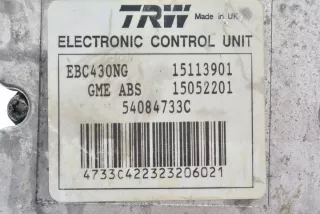 TRW Made in UK
ELECTRONIC CONTROL UNIT
EBC430NG 15113901
GME ABS 15052201
54084733C
4733C422323206021